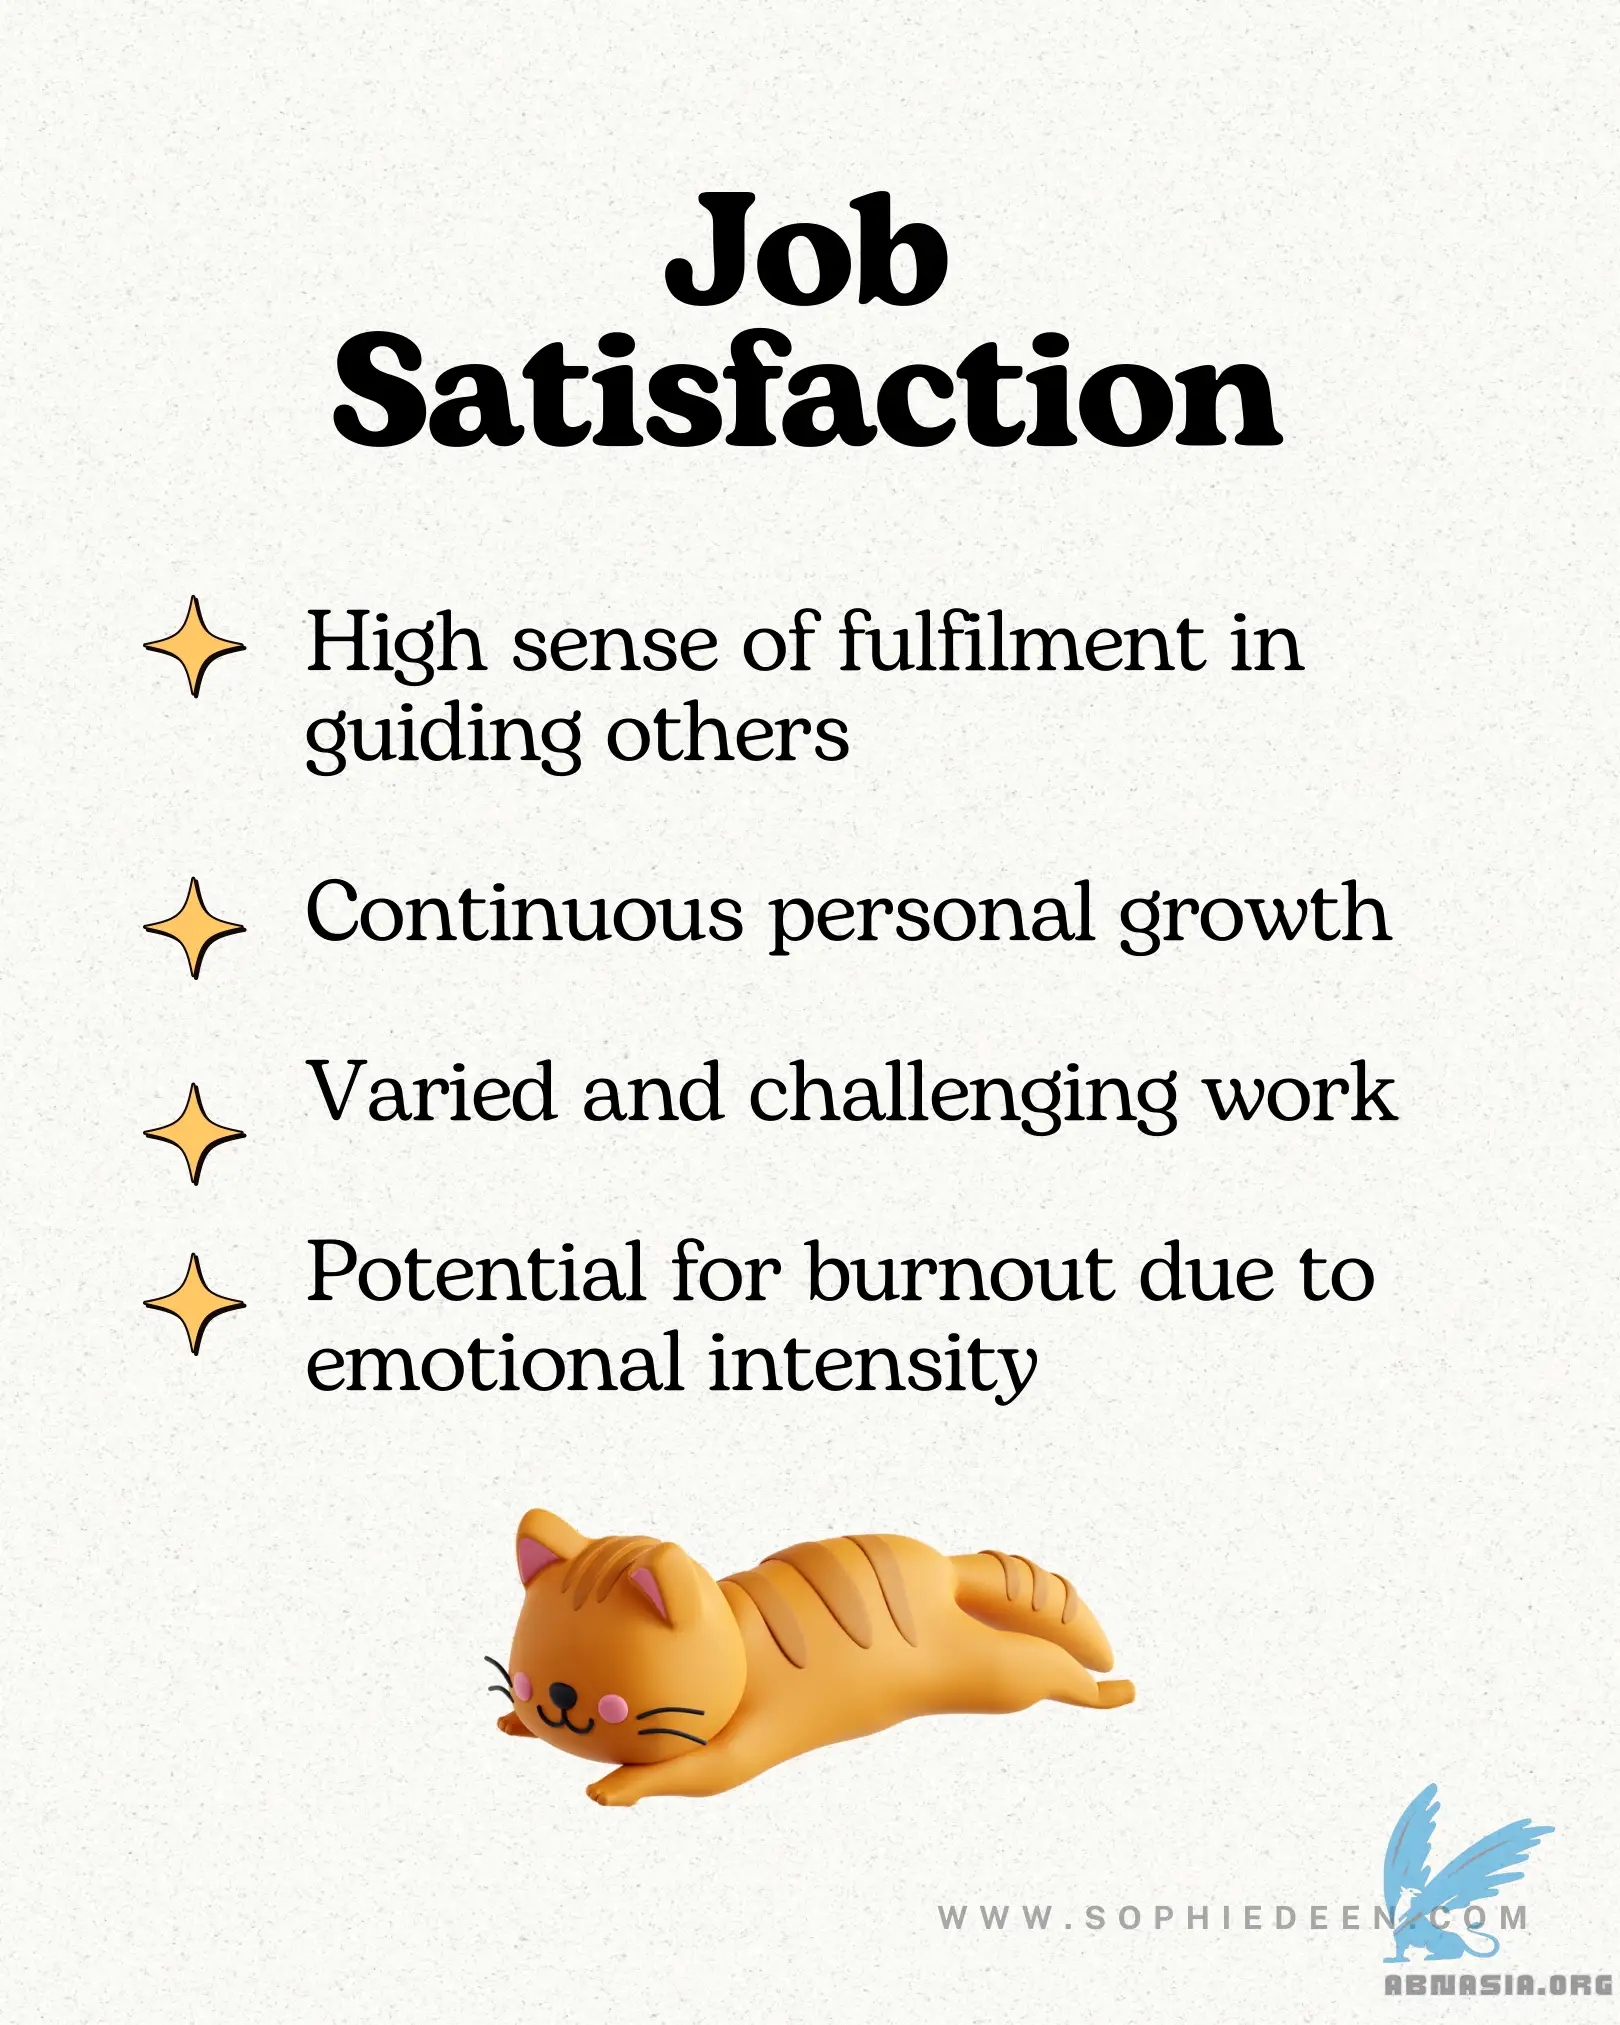 Job
Satisfaction
High sense of fulfilment in
guiding others
Continuous personal growth
Varied and challenging work
Potential for burnout due to
emotional intensity
WWW.SOPHIEDEEN.COM
ABNASIA.ORG